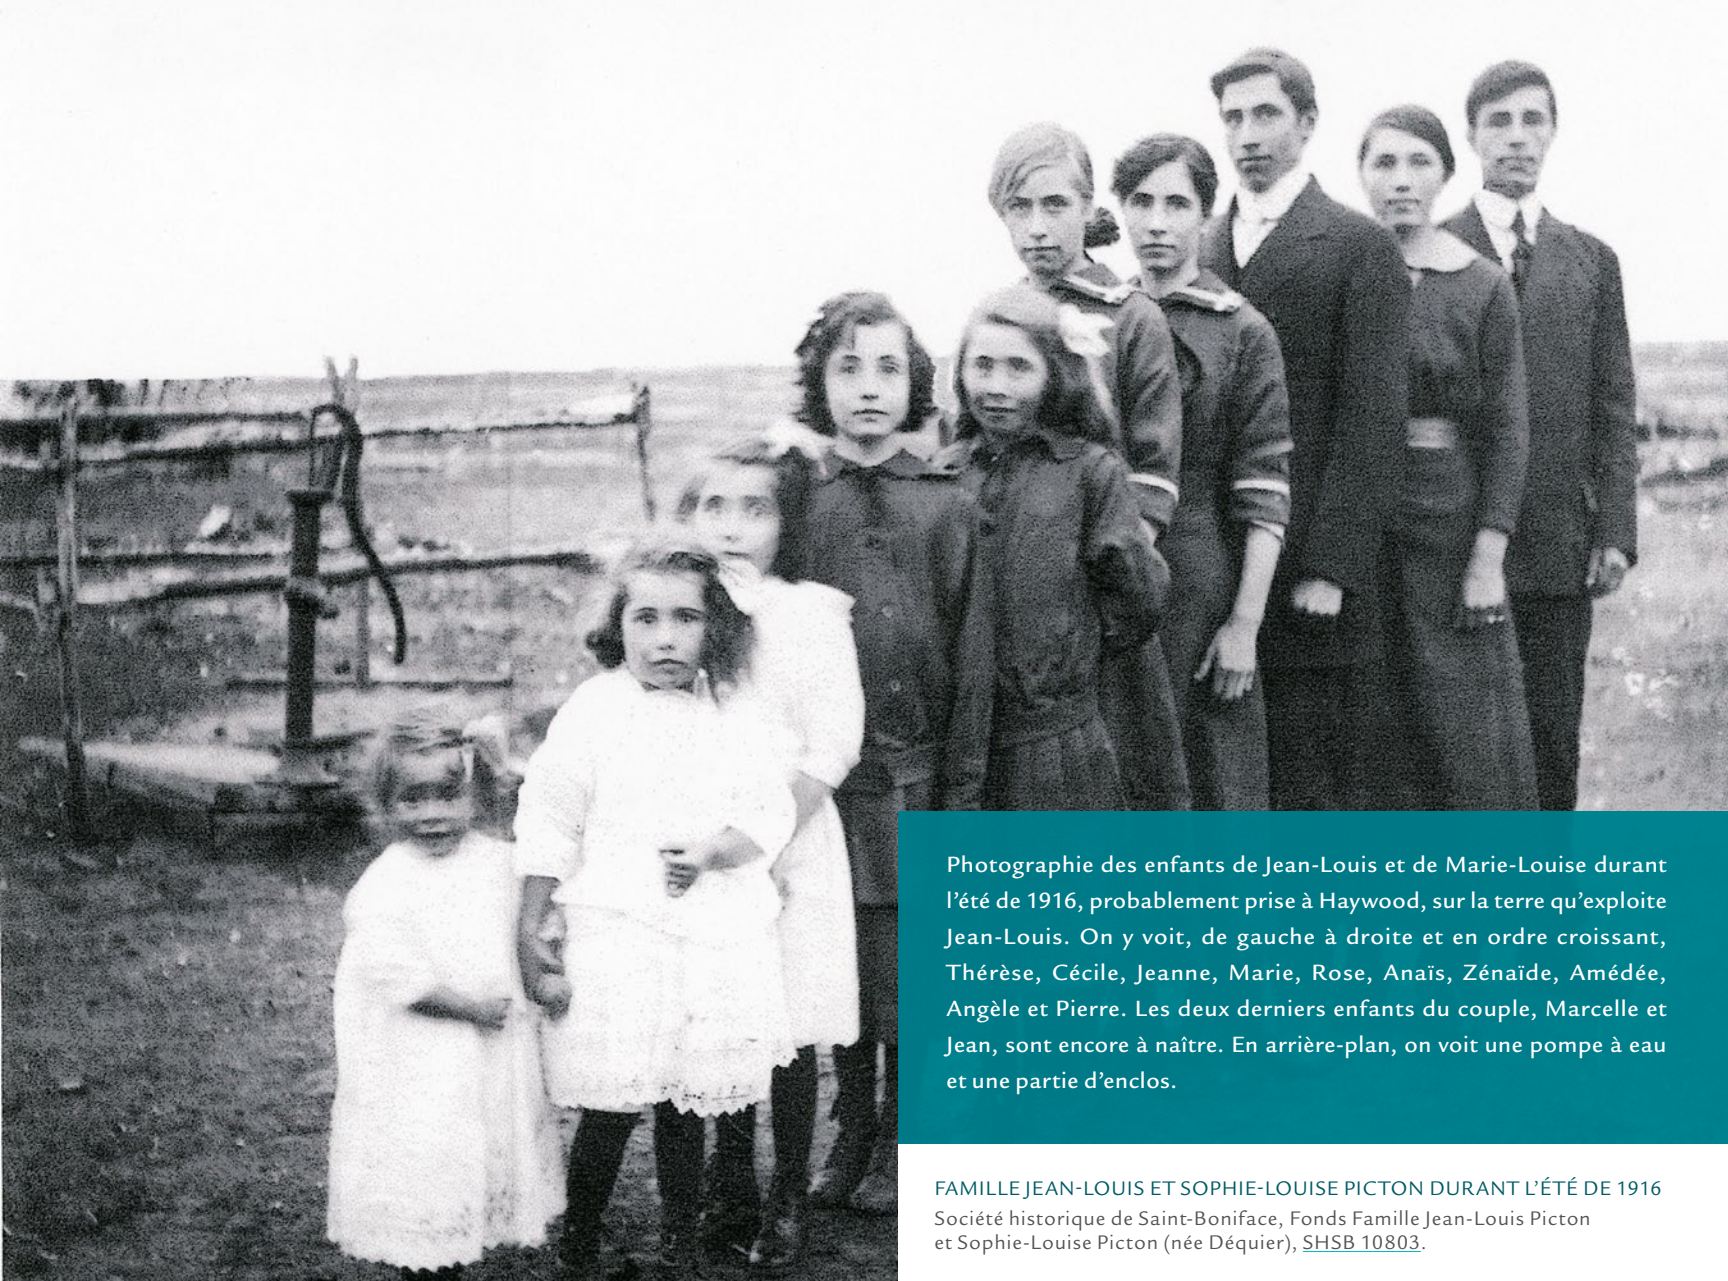 Photographie des enfants de Jean-Louis et de Marie-Louise durant
l’été de 1916, probablement prise à Haywood, sur la terre qu’exploite
Jean-Louis. On y voit, de gauche à droite et en ordre croissant,
Thérèse, Cécile, Jeanne, Marie, Rose, Anaïs, Zénaïde, Amédée,
Angèle et Pierre. Les deux derniers enfants du couple, Marcelle et
Jean, sont encore à naître. En arrière-plan, on voit une pompe à eau
et une partie d’enclos.
FAMILLE JEAN-LOUIS ET SOPHIE-LOUISE PICTON DURANT L’ÉTÉ DE 1916
Société historique de Saint-Boniface, Fonds Famille Jean-Louis Picton
et Sophie-Louise Picton (née Déquier), SHSB 10803.